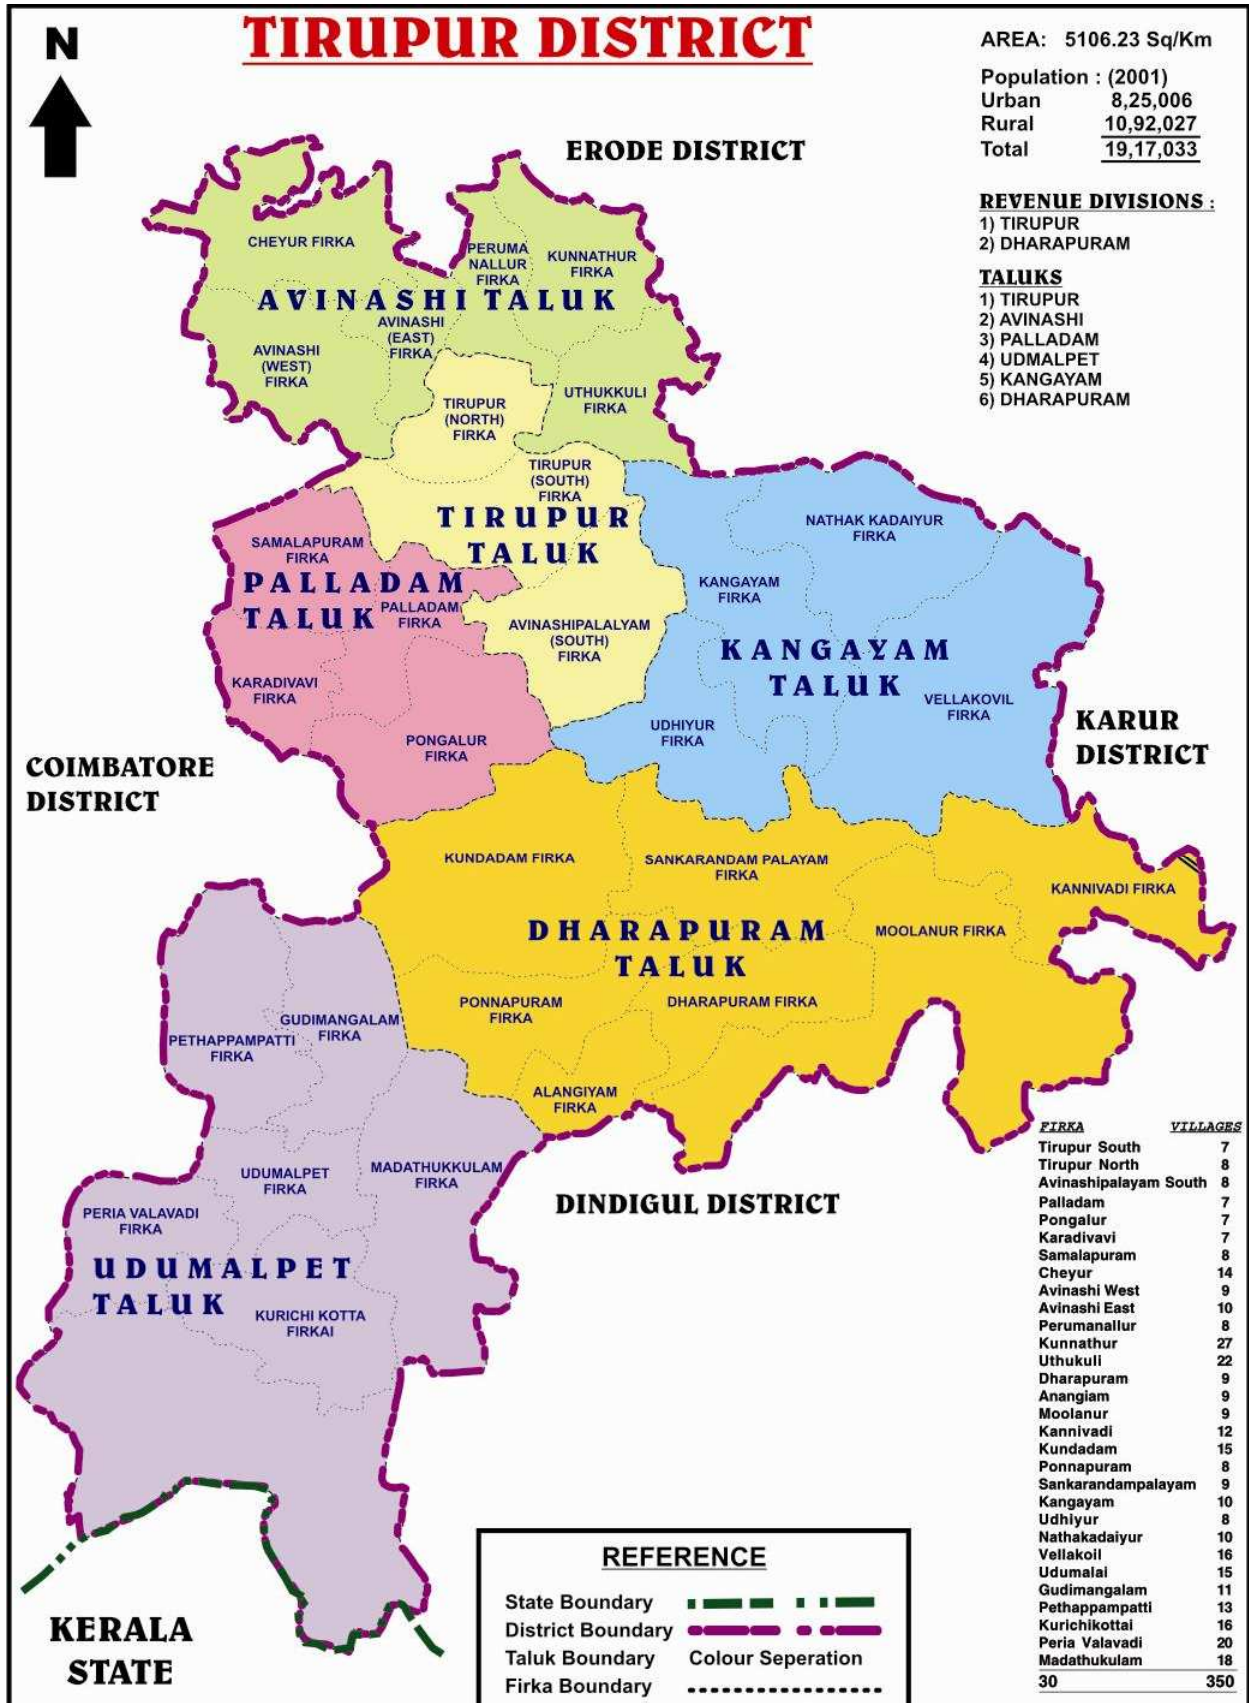 TIRUPUR DISTRICT
N
AREA: 5106.23 Sq/Km
Population : (2001)
Urban 8,25,006
Rural 10,92,027
Total 19,17,033
REVENUE DIVISIONS :
1) TIRUPUR
2) DHARAPURAM
TALUKS
1) TIRUPUR
2) AVINASHI
3) PALLADAM
4) UDMALPET
5) KANGAYAM
6) DHARAPURAM
ERODE DISTRICT
CHEYUR FIRKA
PERUMA
NALLUR
FIRKA
KUNNATHUR
FIRKA
AVINASHI TALUK
AVINASHI
(EAST)
FIRKA
AVINASHI
(WEST)
FIRKA
UTHUKKULI
FIRKA
TIRUPUR
(NORTH)
FIRKA
TIRUPUR
(SOUTH)
FIRKA
TIRUPUR
TALUK
SAMALAPURAM
FIRKA
PALLADAM
TALUK
PALLADAM
FIRKA
AVINASHIPALALYAM
(SOUTH)
FIRKA
KARADIVAVI
FIRKA
PONGALUR
FIRKA
NATHAK KADAIYUR
FIRKA
KANGAYAM
FIRKA
KANGAYAM
TALUK
VELLAKOVIL
FIRKA
UDHIYUR
FIRKA
KARUR
DISTRICT
COIMBATORE
DISTRICT
KUNDADAM FIRKA
SANKARANDAM PALAYAM
FIRKA
KANNIVADI FIRKA
DHARAPURAM
TALUK
MOOLANUR FIRKA
PONNAPURAM
FIRKA
DHARAPURAM FIRKA
ALANGIYAM
FIRKA
GUDIMANGALAM
FIRKA
PETHAPPAMPATTI
FIRKA
UDUMALPET
FIRKA
MADATHUKKULAM
FIRKA
PERIA VALAVADI
FIRKA
UDUMALPET
TALUK
KURICHI KOTTA
FIRKAI
DINDIGUL DISTRICT
KERALA
STATE
FIRKA VILLAGES
Tirupur South 7
Tirupur North 8
Avinashipalayam South 8
Palladam 7
Pongalur 7
Karadivavi 7
Samalapuram 8
Cheyur 14
Avinashi West 9
Avinashi East 10
Perumanallur 8
Kunnathur 27
Uthukuli 22
Dharapuram 9
Anangiam 9
Moolanur 9
Kannivadi 12
Kundadam 15
Ponnapuram 8
Sankarandampalayam 9
Kangayam 10
Udhiyur 8
Nathakadaiyur 10
Vellakoil 16
Udumalai 15
Gudimangalam 11
Pethappampatti 13
Kurichikottai 16
Peria Valavadi 20
Madathukulam 18
30 350
REFERENCE
State Boundary
District Boundary
Taluk Boundary Colour Seperation
Firka Boundary